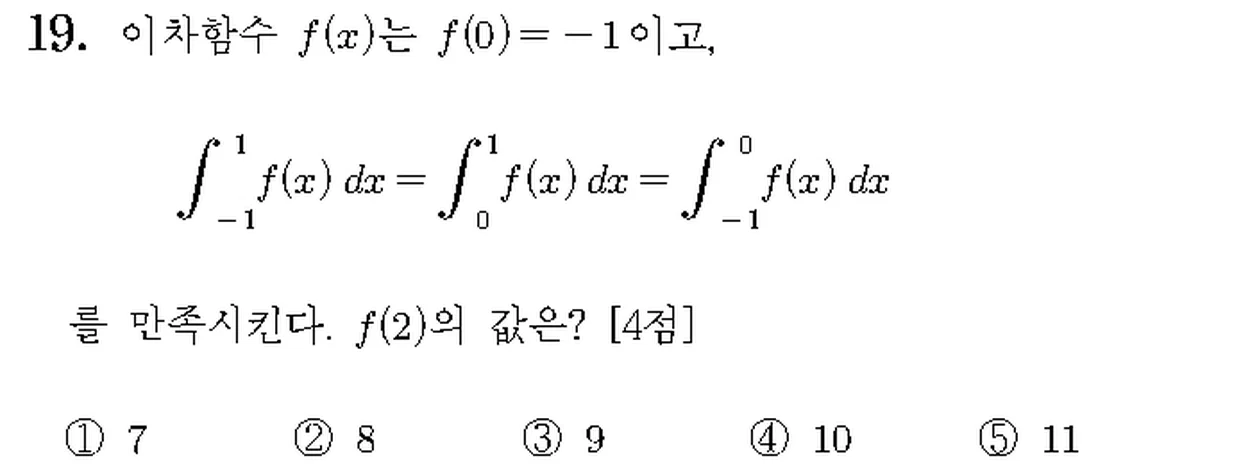 19. 이차함수 f(x)는 f(0)=-1이고,
∫_{-1}^{1} f(x) dx = ∫_{0}^{1} f(x) dx = ∫_{-1}^{0} f(x) dx
를 만족시킨다. f(2)의 값은? [4점]
① 7 ② 8 ③ 9 ④ 10 ⑤ 11